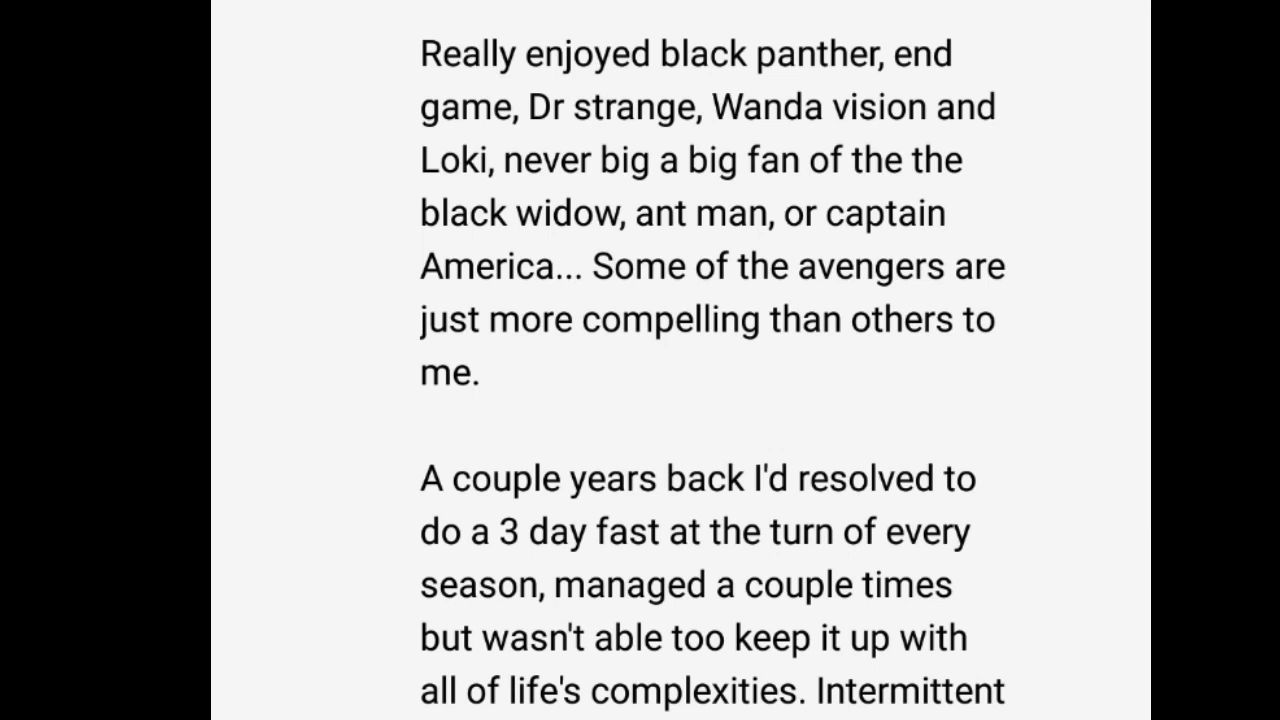 Really enjoyed black panther, end
game, Dr strange, Wanda vision and
Loki, never big a big fan of the the
black widow, ant man, or captain
America... Some of the avengers are
just more compelling than others to
me.
A couple years back I'd resolved to
do a 3 day fast at the turn of every
season, managed a couple times
but wasn't able too keep it up with
all of life's complexities. Intermittent